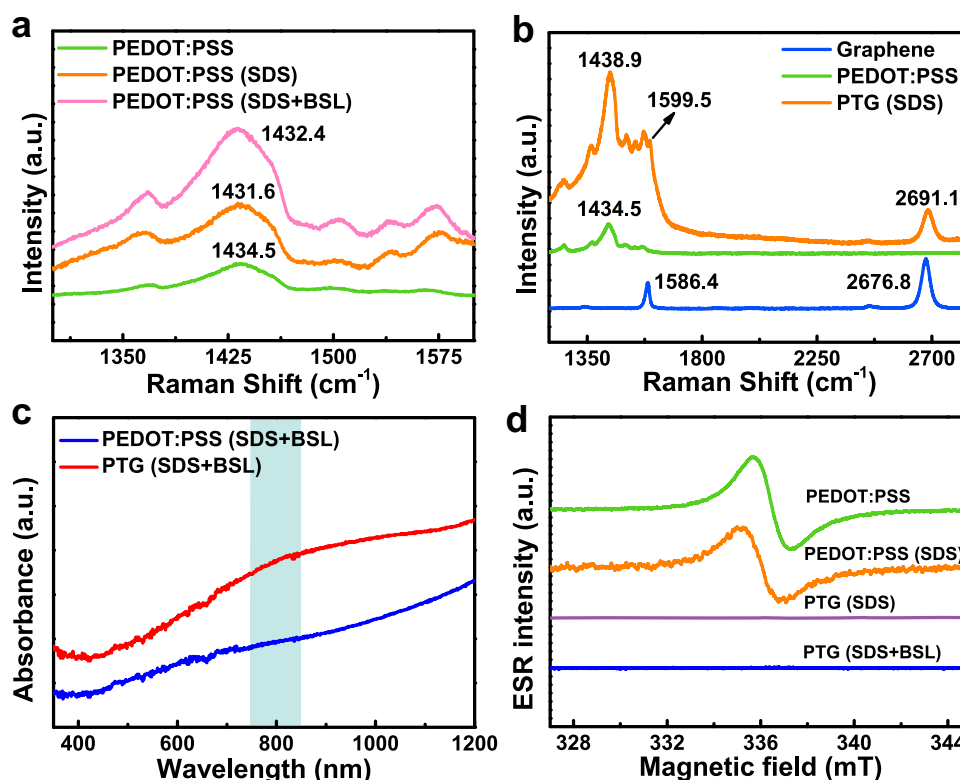 a
PEDOT:PSS
PEDOT:PSS (SDS)
PEDOT:PSS (SDS+BSL)
1432.4
1431.6
1434.5
Intensity (a.u.)
1350 1425 1500 1575
Raman Shift (cm⁻¹)
b
Graphene
PEDOT:PSS
PTG (SDS)
1438.9
1599.5
2691.1
1434.5
1586.4
2676.8
Intensity (a.u.)
1350 1800 2250 2700
Raman Shift (cm⁻¹)
c
PEDOT:PSS (SDS+BSL)
PTG (SDS+BSL)
Absorbance (a.u.)
400 600 800 1000 1200
Wavelength (nm)
d
PEDOT:PSS
PEDOT:PSS (SDS)
PTG (SDS)
PTG (SDS+BSL)
ESR intensity (a.u.)
328 332 336 340 344
Magnetic field (mT)